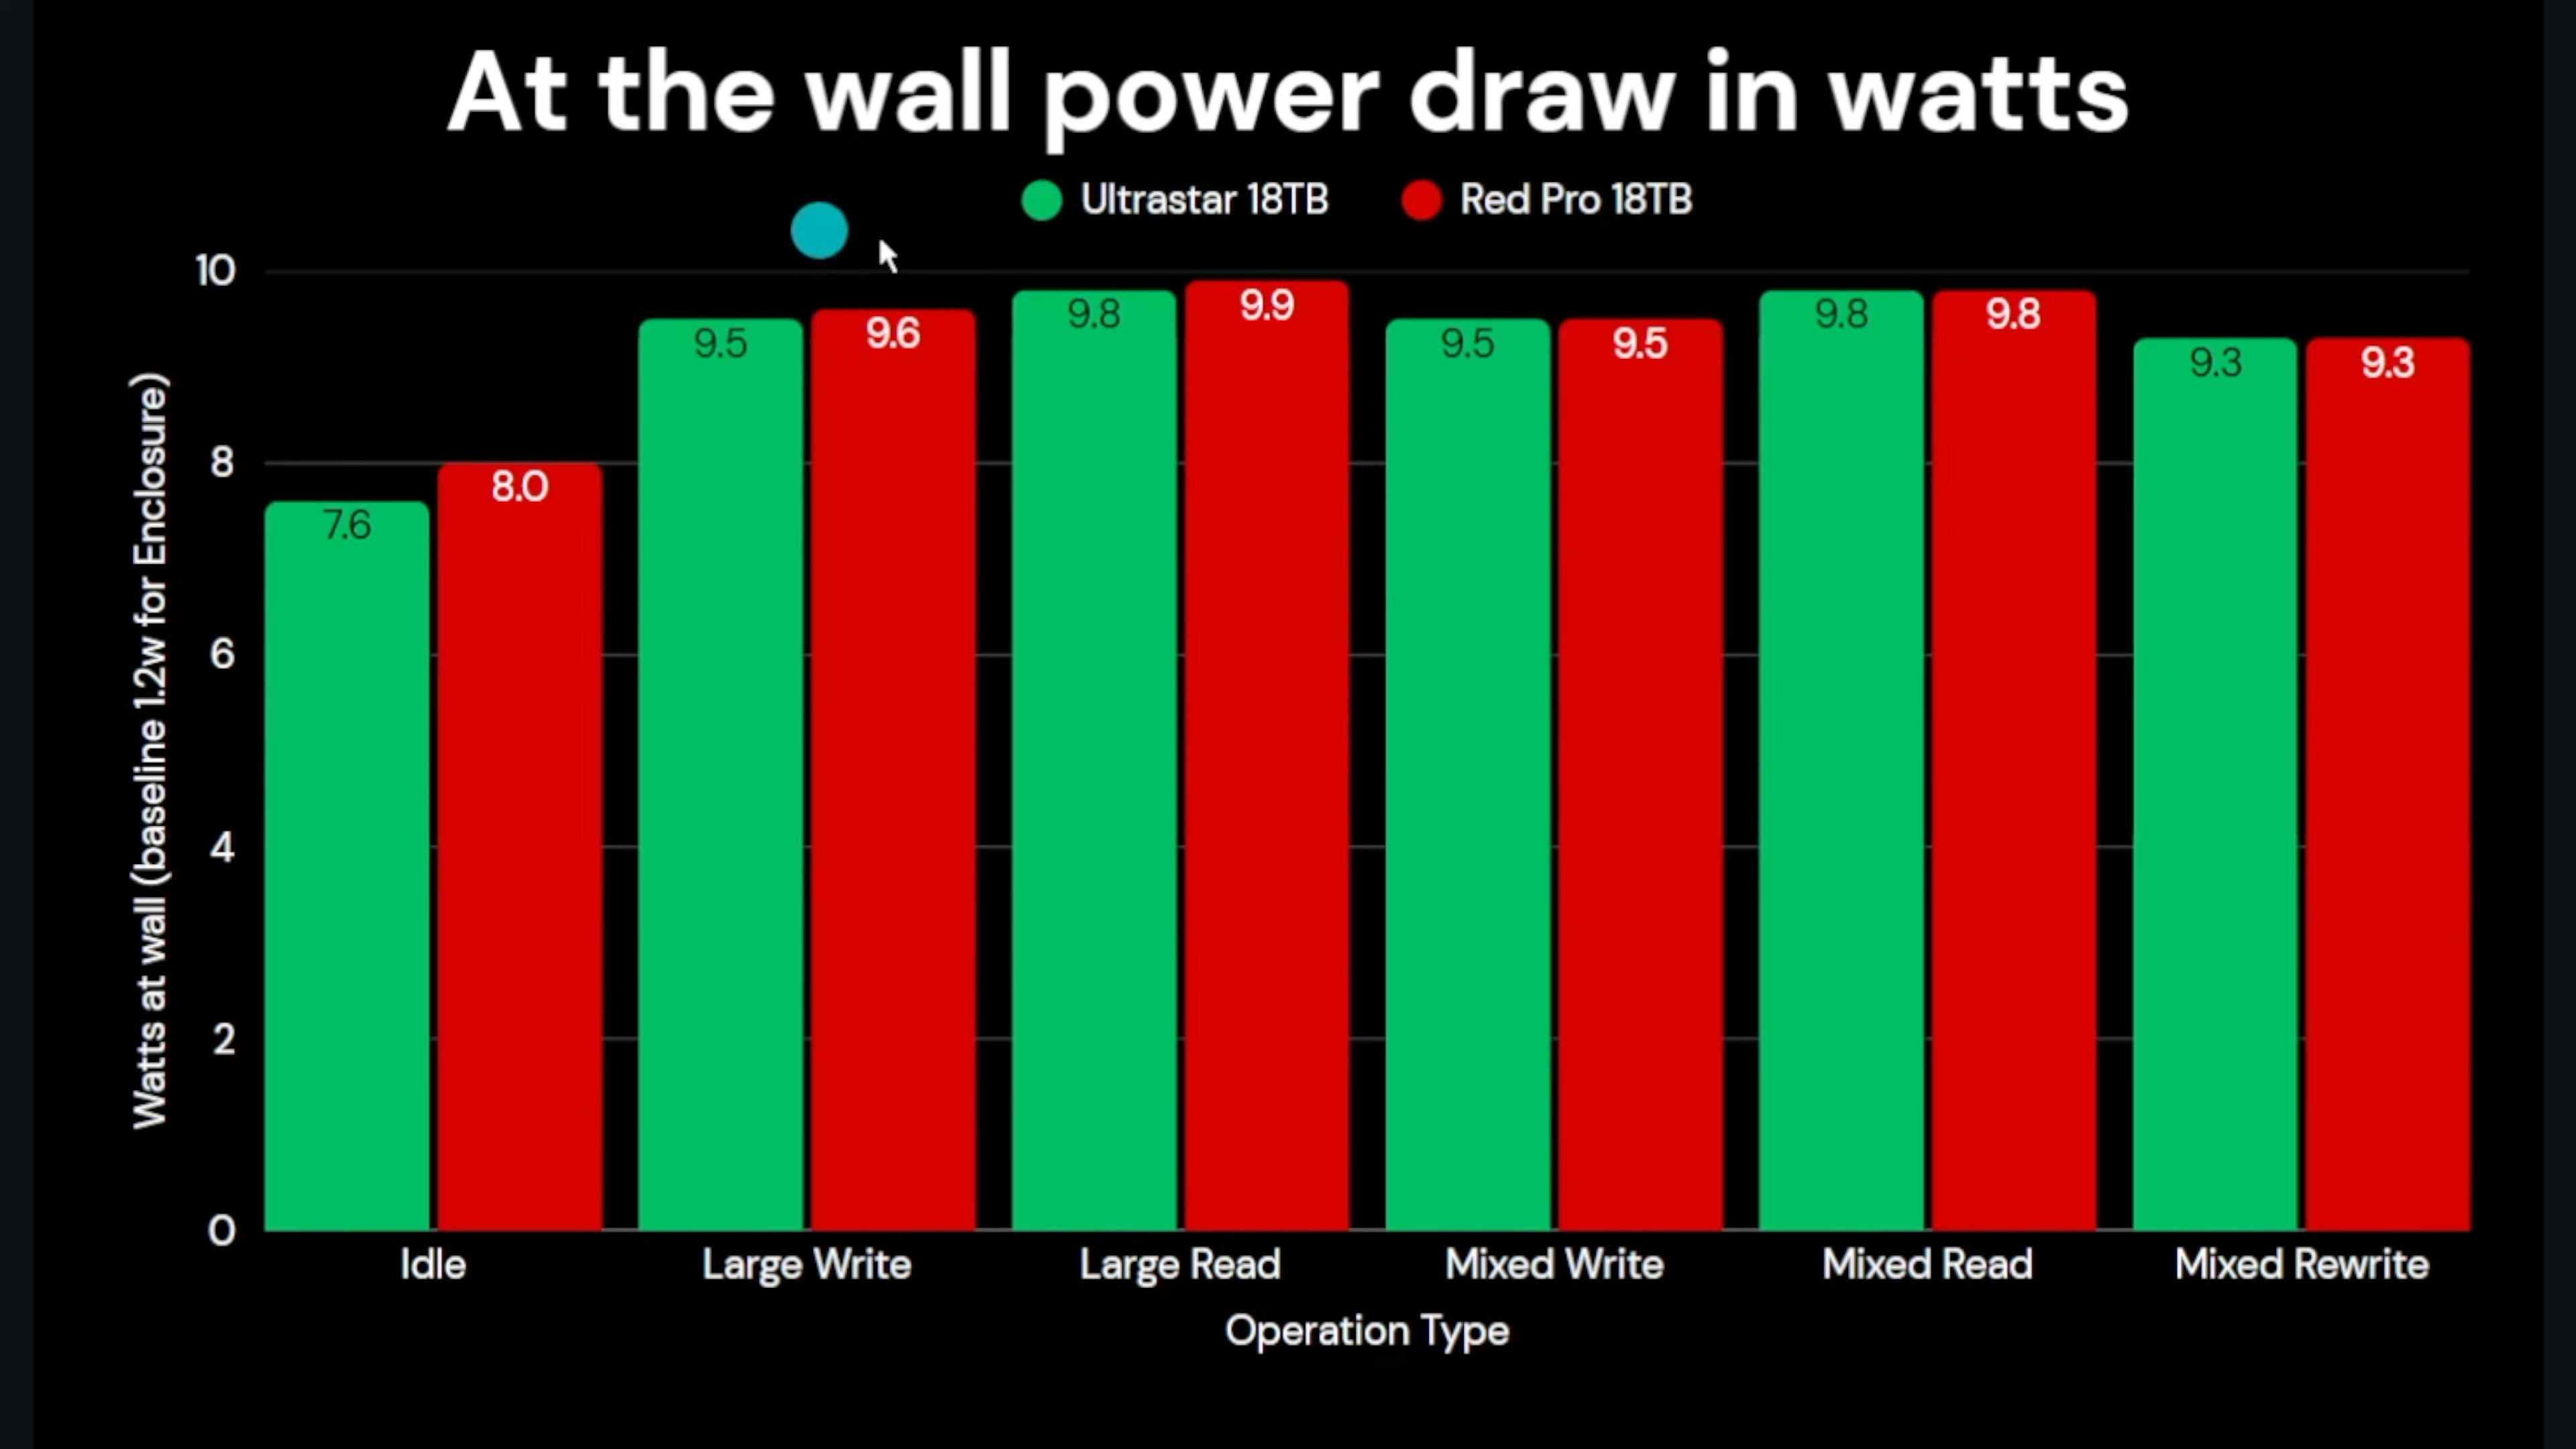 At the wall power draw in watts
Ultrastar 18TB
Red Pro 18TB
Watts at wall (baseline 1.2w for Enclosure)
10
8
6
4
2
0
7.6
8.0
9.5
9.6
9.8
9.9
9.5
9.5
9.8
9.8
9.3
9.3
Idle
Large Write
Large Read
Mixed Write
Mixed Read
Mixed Rewrite
Operation Type